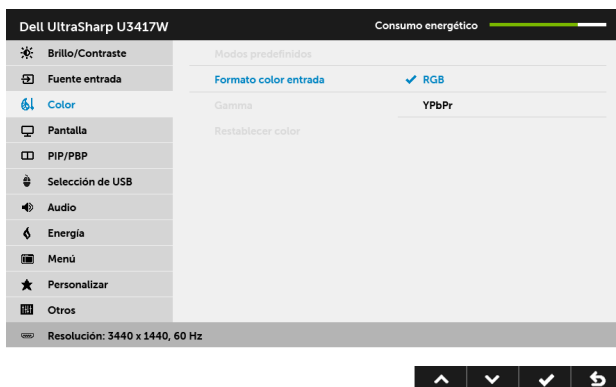 Dell UltraSharp U3417W
Consumo energético
Brillo/Contraste
Modos predefinidos
Fuente entrada
Formato color entrada
RGB
Color
Gamma
YPbPr
Pantalla
Restablecer color
PIP/PBP
Selección de USB
Audio
Energía
Menú
Personalizar
Otros
Resolución: 3440 x 1440, 60 Hz